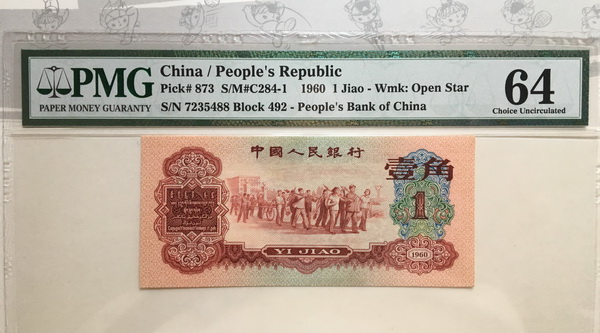 PMG
PAPER MONEY GUARANTY
China / People's Republic
Pick# 873 S/M#C284-1 1960 1 Jiao - Wmk: Open Star
S/N 7235488 Block 492 - People's Bank of China
64
Choice Uncirculated
中國人民銀行
壹角
1
YI JIAO
1960